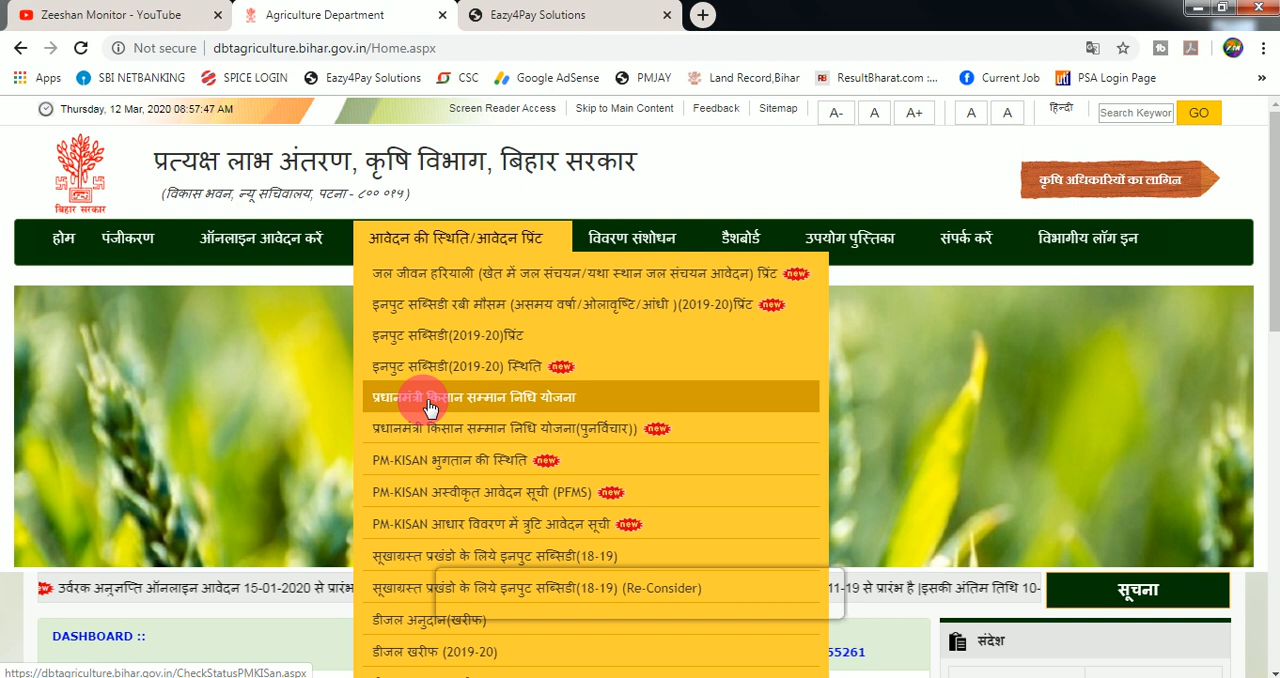 Zeeshan Monitor - YouTube
Agriculture Department
Eazy4Pay Solutions
Not secure
dbtagriculture.bihar.gov.in/Home.aspx
Apps
SBI NETBANKING
SPICE LOGIN
Eazy4Pay Solutions
CSC
Google AdSense
PMJAY
Land Record,Bihar
ResultBharat.com :...
Current Job
PSA Login Page
Thursday, 12 Mar, 2020 08:57:47 AM
Screen Reader Access
Skip to Main Content
Feedback
Sitemap
A-
A
A+
A
A
हिन्दी
Search Keywor
GO
प्रत्यक्ष लाभ अंतरण, कृषि विभाग, बिहार सरकार
(विकास भवन, न्यू सचिवालय, पटना - ८०० ०१५)
बिहार सरकार
कृषि अधिकारियों का लागिन
होम
पंजीकरण
ऑनलाइन आवेदन करें
आवेदन की स्थिति/आवेदन प्रिंट
विवरण संशोधन
डैशबोर्ड
उपयोग पुस्तिका
संपर्क करें
विभागीय लॉग इन
जल जीवन हरियाली (खेत में जल संचयन/यथा स्थान जल संचयन आवेदन) प्रिंट new
इनपुट सब्सिडी रबी मौसम (असमय वर्षा/ओलावृष्टि/आंधी )(2019-20)प्रिंट new
इनपुट सब्सिडी(2019-20)प्रिंट
इनपुट सब्सिडी(2019-20) स्थिति new
प्रधानमंत्री किसान सम्मान निधि योजना
प्रधानमंत्री किसान सम्मान निधि योजना(पुनर्विचार)) new
PM-KISAN भुगतान की स्थिति new
PM-KISAN अस्वीकृत आवेदन सूची (PFMS) new
PM-KISAN आधार विवरण में त्रुटि आवेदन सूची new
सूखाग्रस्त प्रखंडो के लिये इनपुट सब्सिडी(18-19)
सूखाग्रस्त प्रखंडो के लिये इनपुट सब्सिडी(18-19) (Re-Consider)
डीजल अनुदान(खरीफ)
डीजल खरीफ (2019-20)
उर्वरक अनुज्ञप्ति ऑनलाइन आवेदन 15-01-2020 से प्रारंभ
11-19 से प्रारंभ है |इसकी अंतिम तिथि 10-
सूचना
DASHBOARD ::
55261
संदेश
https://dbtagriculture.bihar.gov.in/CheckStatusPMKISan.aspx